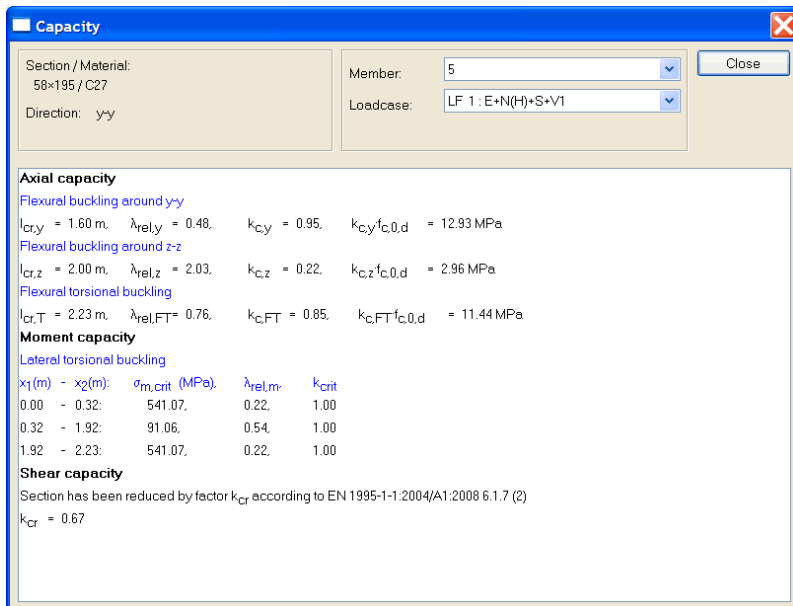 Capacity
Section / Material:
58×195 / C27
Direction: y-y
Member: 5
Loadcase: LF 1 : E+N(H)+S+V1
Close
Axial capacity
Flexural buckling around y-y
lcr,y = 1.60 m, λrel,y = 0.48, kc,y = 0.95, kc,y·fc,0,d = 12.93 MPa
Flexural buckling around z-z
lcr,z = 2.00 m, λrel,z = 2.03, kc,z = 0.22, kc,z·fc,0,d = 2.96 MPa
Flexural torsional buckling
lcr,T = 2.23 m, λrel,FT= 0.76, kc,FT = 0.85, kc,FT·fc,0,d = 11.44 MPa
Moment capacity
Lateral torsional buckling
x1(m) - x2(m): σm,crit (MPa), λrel,m, kcrit
0.00 - 0.32: 541.07, 0.22, 1.00
0.32 - 1.92: 91.06, 0.54, 1.00
1.92 - 2.23: 541.07, 0.22, 1.00
Shear capacity
Section has been reduced by factor kcr according to EN 1995-1-1:2004/A1:2008 6.1.7 (2)
kcr = 0.67